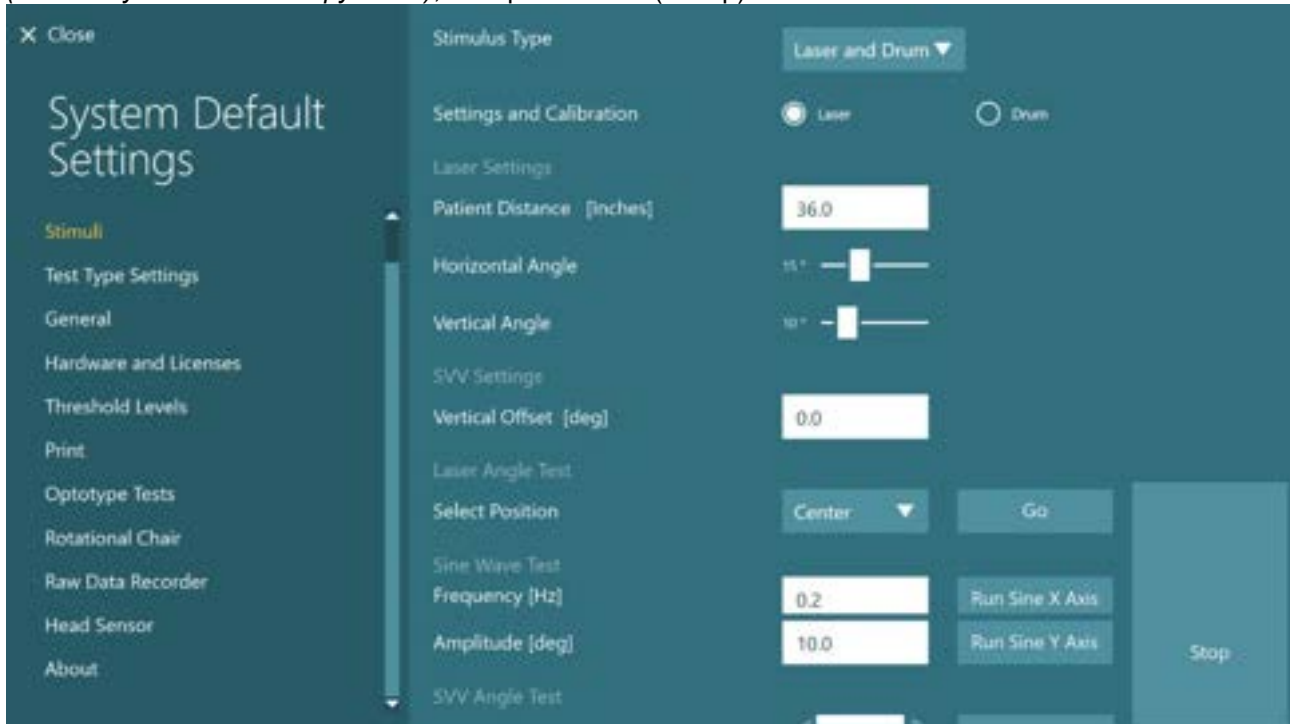 × Close
System Default
Settings
Stimuli
Test Type Settings
General
Hardware and Licenses
Threshold Levels
Print
Optotype Tests
Rotational Chair
Raw Data Recorder
Head Sensor
About
Stimulus Type
Laser and Drum
Settings and Calibration
Laser
Drum
Laser Settings
Patient Distance [Inches]
36.0
Horizontal Angle
15°
Vertical Angle
10°
SVV Settings
Vertical Offset [deg]
0.0
Laser Angle Test
Select Position
Center
Go
Sine Wave Test
Frequency [Hz]
0.2
Run Sine X Axis
Amplitude [deg]
10.0
Run Sine Y Axis
Stop
SVV Angle Test